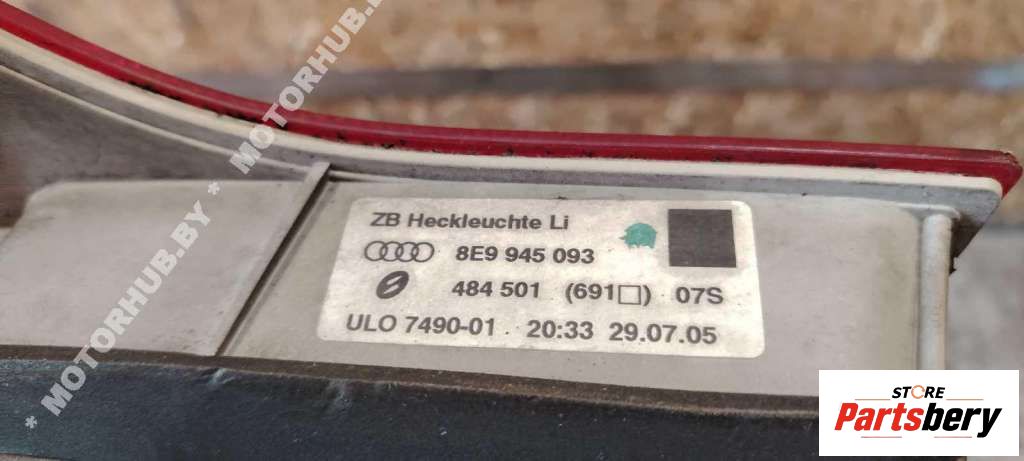 * MOTORHUB.BY * MOTORHUB.BY
ZB Heckleuchte Li
8E9 945 093
484 501 (691□) 07S
ULO 7490-01 20:33 29.07.05
STORE
Partsbery